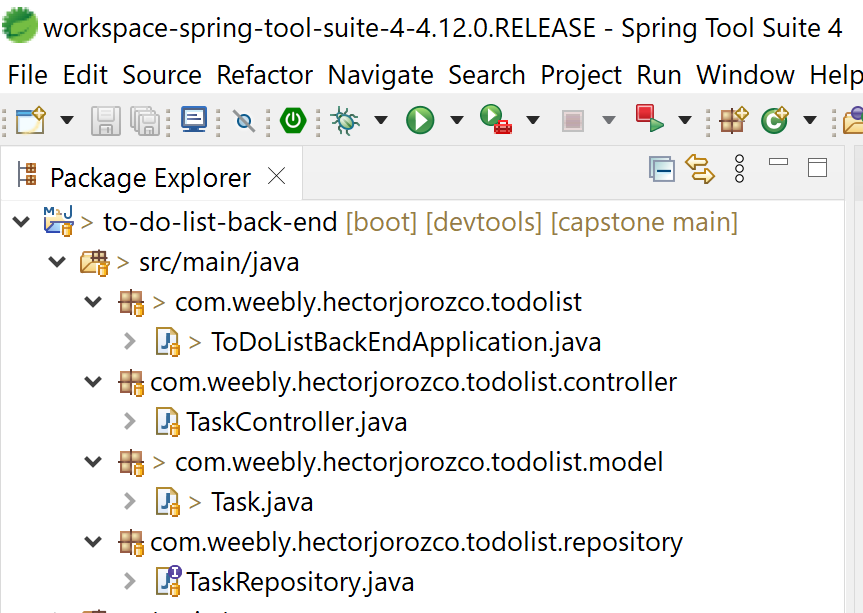 workspace-spring-tool-suite-4-4.12.0.RELEASE - Spring Tool Suite 4
File Edit Source Refactor Navigate Search Project Run Window Help
Package Explorer
> to-do-list-back-end [boot] [devtools] [capstone main]
> src/main/java
> com.weebly.hectorjorozco.todolist
> ToDoListBackEndApplication.java
com.weebly.hectorjorozco.todolist.controller
TaskController.java
> com.weebly.hectorjorozco.todolist.model
> Task.java
com.weebly.hectorjorozco.todolist.repository
TaskRepository.java